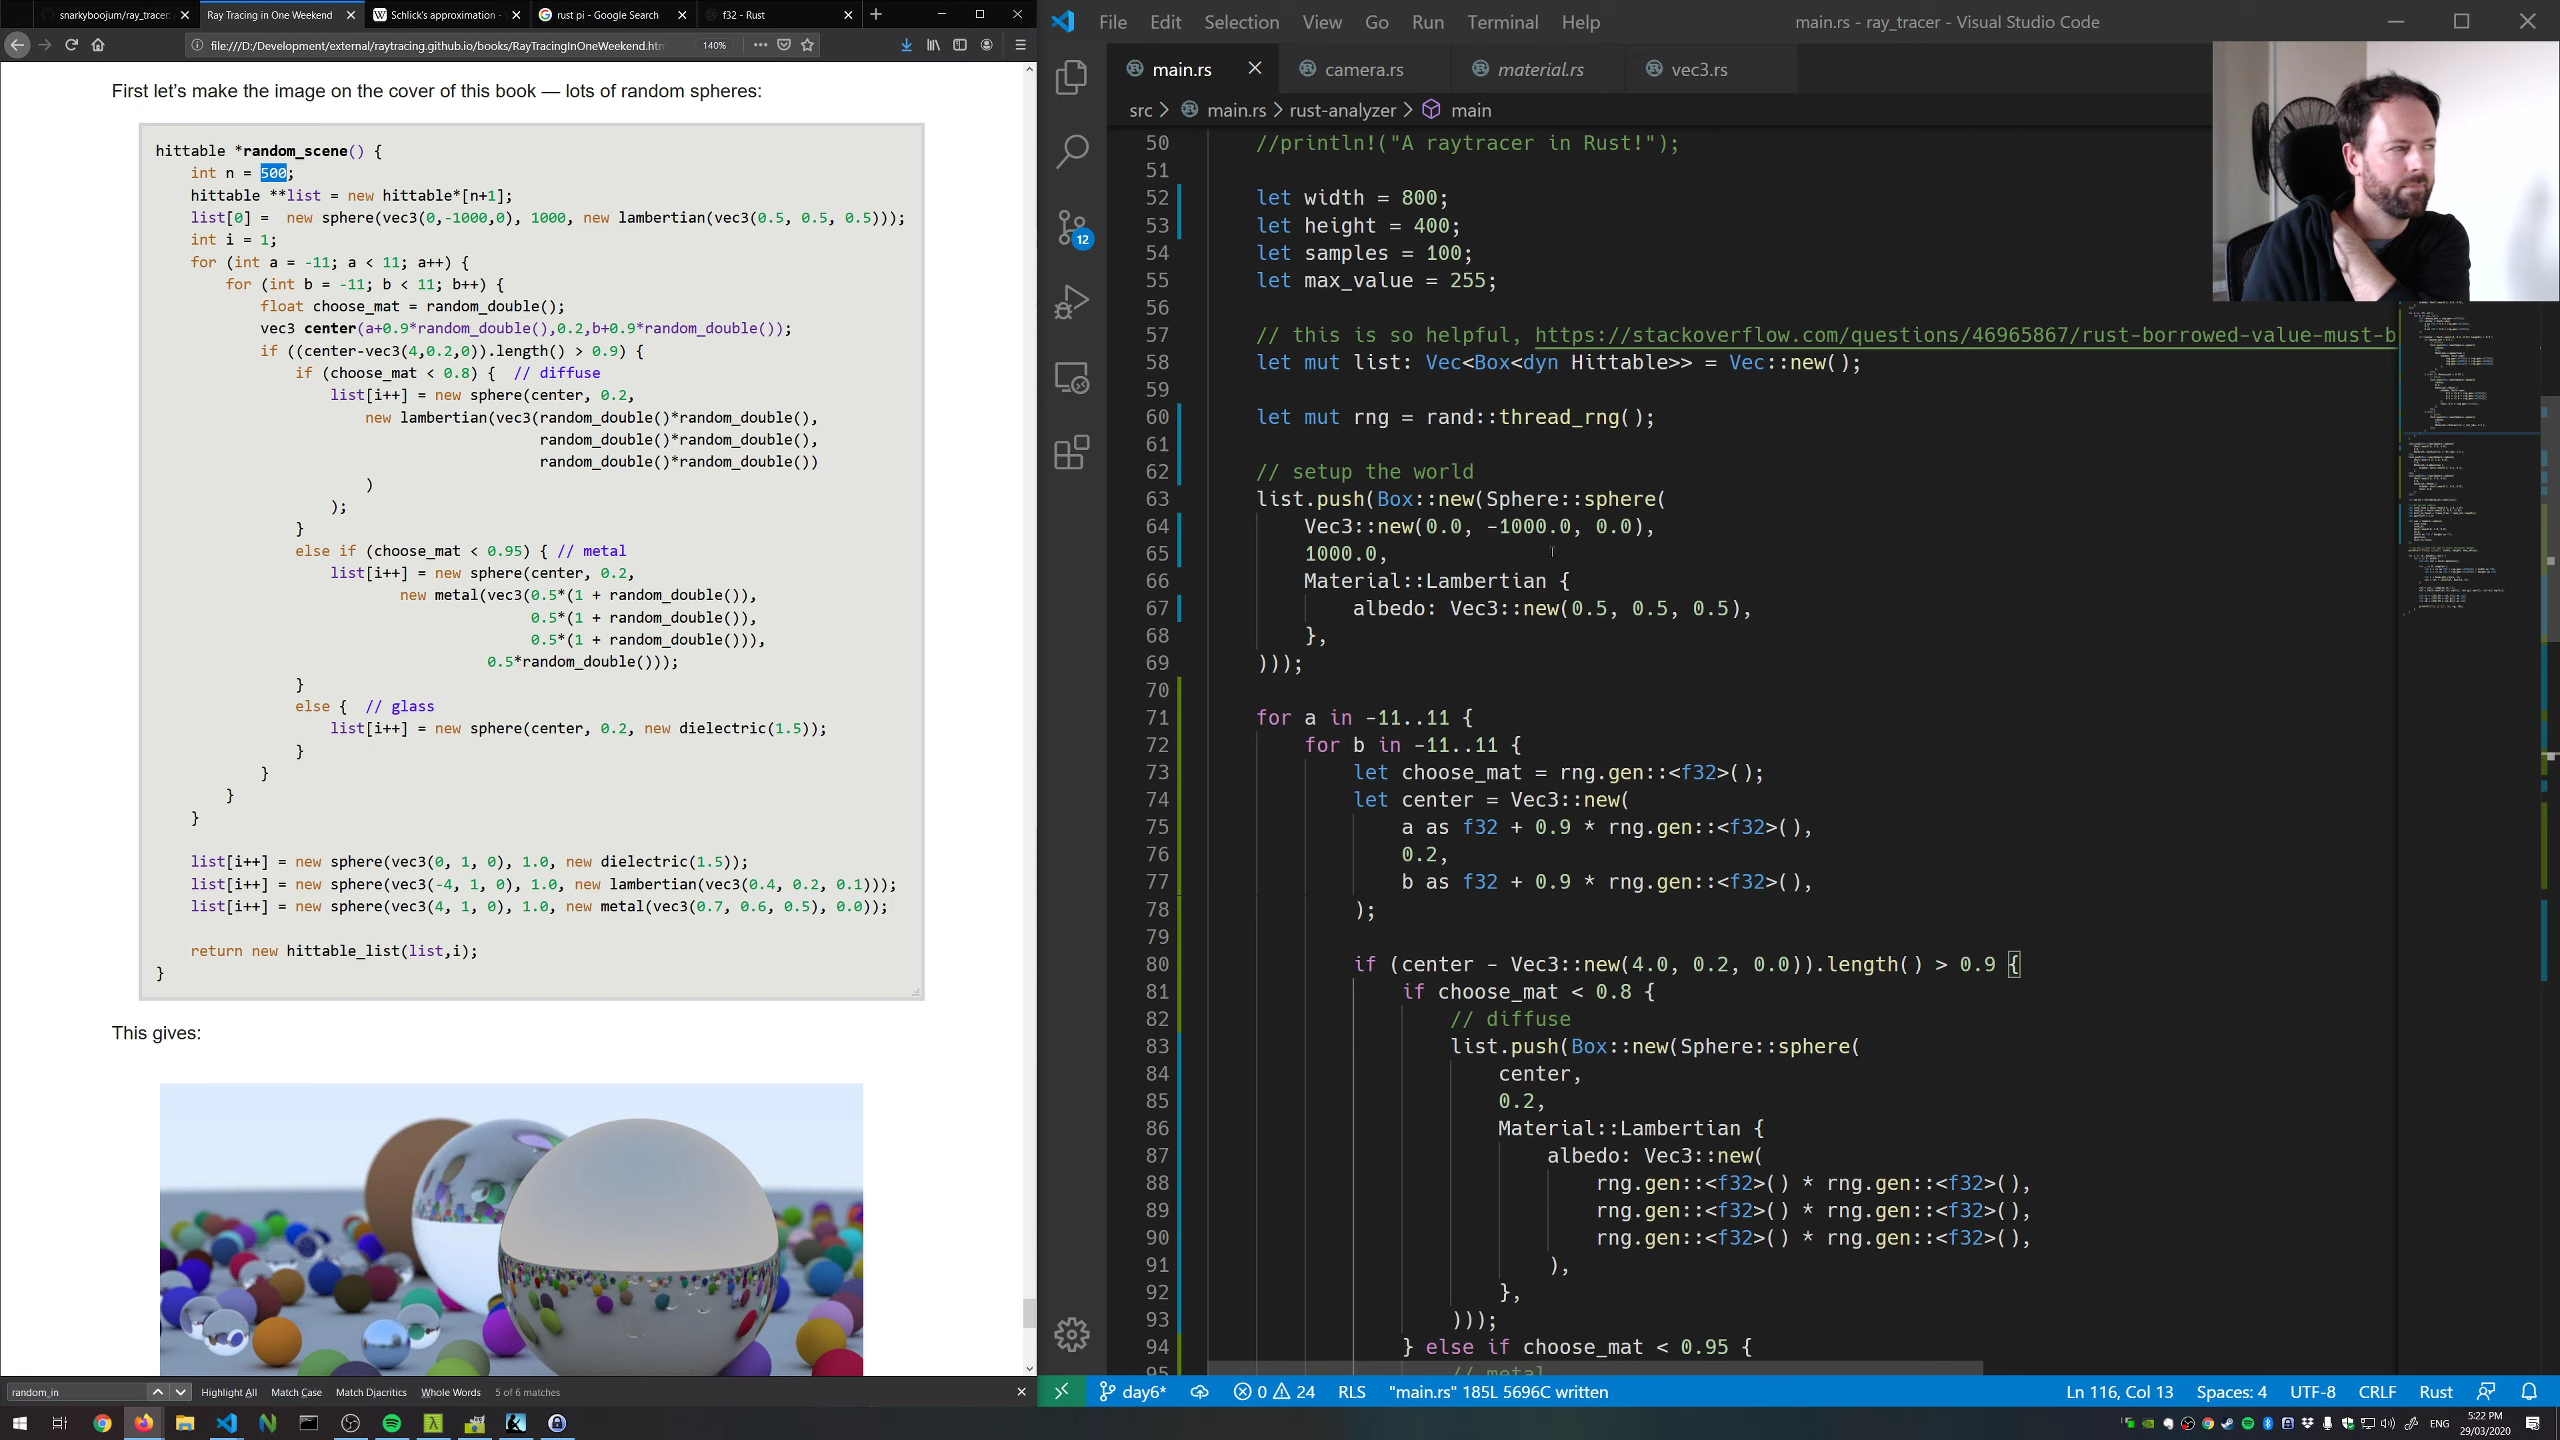 snarkyboojum/ray_tracer:
Ray Tracing in One Weekend
Schlick's approximation -
rust pi - Google Search
f32 - Rust
file:///D:/Development/external/raytracing.github.io/books/RayTracingInOneWeekend.htm
140%
First let's make the image on the cover of this book — lots of random spheres:
hittable *random_scene() {
int n = 500;
hittable **list = new hittable*[n+1];
list[0] =  new sphere(vec3(0,-1000,0), 1000, new lambertian(vec3(0.5, 0.5, 0.5)));
int i = 1;
for (int a = -11; a < 11; a++) {
for (int b = -11; b < 11; b++) {
float choose_mat = random_double();
vec3 center(a+0.9*random_double(),0.2,b+0.9*random_double());
if ((center-vec3(4,0.2,0)).length() > 0.9) {
if (choose_mat < 0.8) {  // diffuse
list[i++] = new sphere(center, 0.2,
new lambertian(vec3(random_double()*random_double(),
random_double()*random_double(),
random_double()*random_double())
)
);
}
else if (choose_mat < 0.95) { // metal
list[i++] = new sphere(center, 0.2,
new metal(vec3(0.5*(1 + random_double()),
0.5*(1 + random_double()),
0.5*(1 + random_double())),
0.5*random_double()));
}
else {  // glass
list[i++] = new sphere(center, 0.2, new dielectric(1.5));
}
}
}
}
list[i++] = new sphere(vec3(0, 1, 0), 1.0, new dielectric(1.5));
list[i++] = new sphere(vec3(-4, 1, 0), 1.0, new lambertian(vec3(0.4, 0.2, 0.1)));
list[i++] = new sphere(vec3(4, 1, 0), 1.0, new metal(vec3(0.7, 0.6, 0.5), 0.0));
return new hittable_list(list,i);
}
This gives:
random_in
Highlight All
Match Case
Match Diacritics
Whole Words
5 of 6 matches
File Edit Selection View Go Run Terminal Help
main.rs - ray_tracer - Visual Studio Code
main.rs
camera.rs
material.rs
vec3.rs
src > main.rs > rust-analyzer > main
12
50 //println!("A raytracer in Rust!");
51
52 let width = 800;
53 let height = 400;
54 let samples = 100;
55 let max_value = 255;
56
57 // this is so helpful, https://stackoverflow.com/questions/46965867/rust-borrowed-value-must-b
58 let mut list: Vec<Box<dyn Hittable>> = Vec::new();
59
60 let mut rng = rand::thread_rng();
61
62 // setup the world
63 list.push(Box::new(Sphere::sphere(
64 Vec3::new(0.0, -1000.0, 0.0),
65 1000.0,
66 Material::Lambertian {
67 albedo: Vec3::new(0.5, 0.5, 0.5),
68 },
69 )));
70
71 for a in -11..11 {
72 for b in -11..11 {
73 let choose_mat = rng.gen::<f32>();
74 let center = Vec3::new(
75 a as f32 + 0.9 * rng.gen::<f32>(),
76 0.2,
77 b as f32 + 0.9 * rng.gen::<f32>(),
78 );
79
80 if (center - Vec3::new(4.0, 0.2, 0.0)).length() > 0.9 {
81 if choose_mat < 0.8 {
82 // diffuse
83 list.push(Box::new(Sphere::sphere(
84 center,
85 0.2,
86 Material::Lambertian {
87 albedo: Vec3::new(
88 rng.gen::<f32>() * rng.gen::<f32>(),
89 rng.gen::<f32>() * rng.gen::<f32>(),
90 rng.gen::<f32>() * rng.gen::<f32>(),
91 ),
92 },
93 )));
94 } else if choose_mat < 0.95 {
95 // metal
day6*
0
24
RLS
"main.rs" 185L 5696C written
Ln 116, Col 13
Spaces: 4
UTF-8
CRLF
Rust
ENG
5:22 PM
29/03/2020